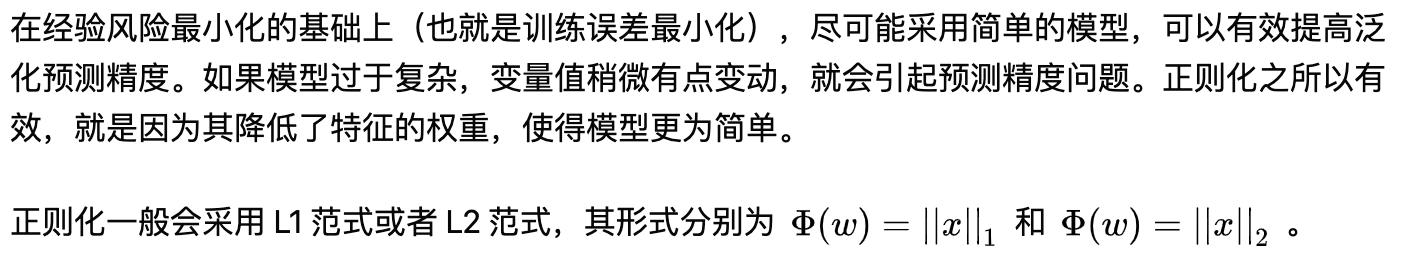 在经验风险最小化的基础上（也就是训练误差最小化），尽可能采用简单的模型，可以有效提高泛
化预测精度。如果模型过于复杂，变量值稍微有点变动，就会引起预测精度问题。正则化之所以有
效，就是因为其降低了特征的权重，使得模型更为简单。
正则化一般会采用 L1 范式或者 L2 范式，其形式分别为 Φ(w) = ||x||₁ 和 Φ(w) = ||x||₂ 。